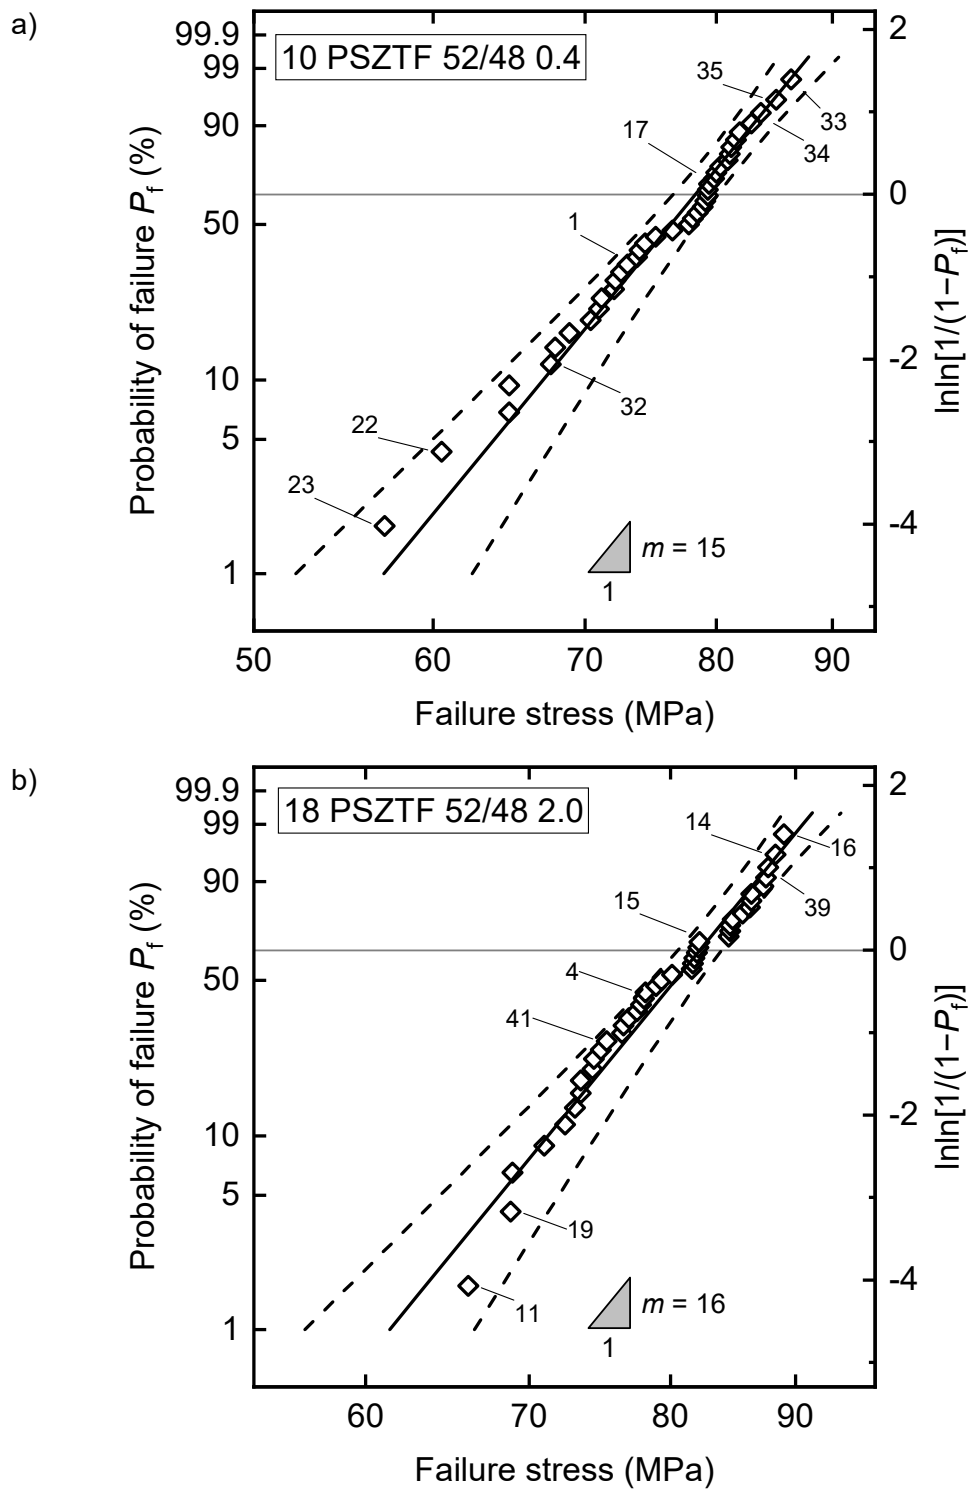 a)
10 PSZTF 52/48 0.4
Probability of failure Pf (%)
99.9
99
90
50
10
5
1
2
0
-2
-4
lnln[1/(1−Pf)]
35
33
34
17
1
32
22
23
m = 15
1
50 60 70 80 90
Failure stress (MPa)
b)
18 PSZTF 52/48 2.0
Probability of failure Pf (%)
99.9
99
90
50
10
5
1
2
0
-2
-4
lnln[1/(1−Pf)]
14
16
39
15
4
41
19
11
m = 16
1
60 70 80 90
Failure stress (MPa)